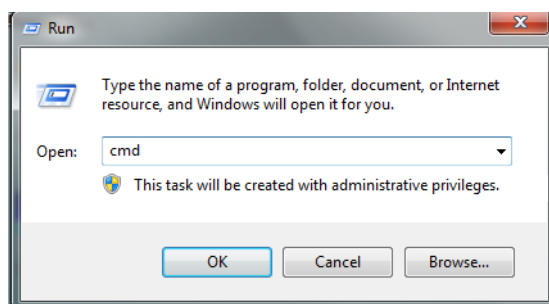 Run
Type the name of a program, folder, document, or Internet
resource, and Windows will open it for you.
Open: cmd
This task will be created with administrative privileges.
OK Cancel Browse...